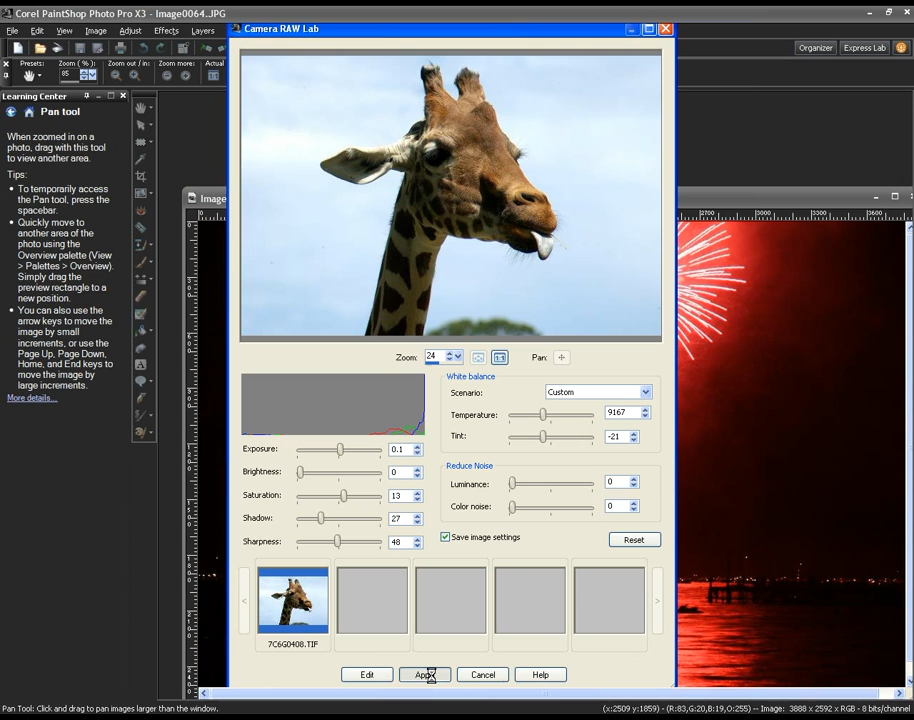 Corel PaintShop Photo Pro X3 - Image0064.JPG
File Edit View Image Adjust Effects Layers
Organizer Express Lab
Presets: Zoom (%): Zoom out / in: Zoom more: Actual
85
Learning Center
Pan tool
When zoomed in on a
photo, drag with this tool
to view another area.
Tips:
• To temporarily access
the Pan tool, press the
spacebar.
• Quickly move to
another area of the
photo using the
Overview palette (View
> Palettes > Overview).
Simply drag the
preview rectangle to a
new position.
• You can also use the
arrow keys to move the
image by small
increments, or use the
Page Up, Page Down,
Home, and End keys to
move the image by
large increments.
More details...
Image
0
2700 3000 3300 3600
Camera RAW Lab
Zoom: 24 1:1 Pan:
White balance
Scenario: Custom
Temperature: 9167
Tint: -21
Exposure: 0.1
Brightness: 0
Saturation: 13
Shadow: 27
Sharpness: 48
Reduce Noise
Luminance: 0
Color noise: 0
Save image settings
Reset
< >
7C6G0408.TIF
Edit Cancel Help
Pan Tool: Click and drag to pan images larger than the window.
(x:2509 y:1859) - (R:83,G:20,B:19,O:255) -- Image: 3888 x 2592 x RGB - 8 bits/channel